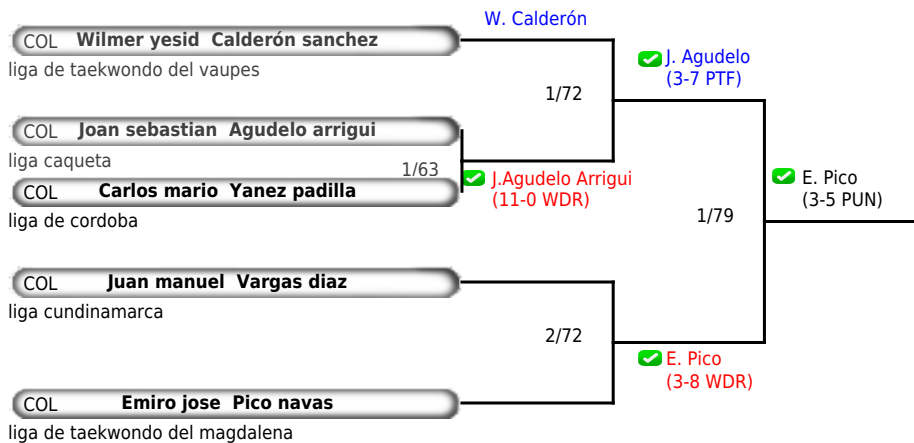 W. Calderón
COL Wilmer yesid Calderón sanchez
liga de taekwondo del vaupes
J. Agudelo
(3-7 PTF)
1/72
COL Joan sebastian Agudelo arrigui
liga caqueta
1/63
J.Agudelo Arrigui
(11-0 WDR)
COL Carlos mario Yanez padilla
liga de cordoba
E. Pico
(3-5 PUN)
1/79
COL Juan manuel Vargas diaz
liga cundinamarca
2/72
E. Pico
(3-8 WDR)
COL Emiro jose Pico navas
liga de taekwondo del magdalena